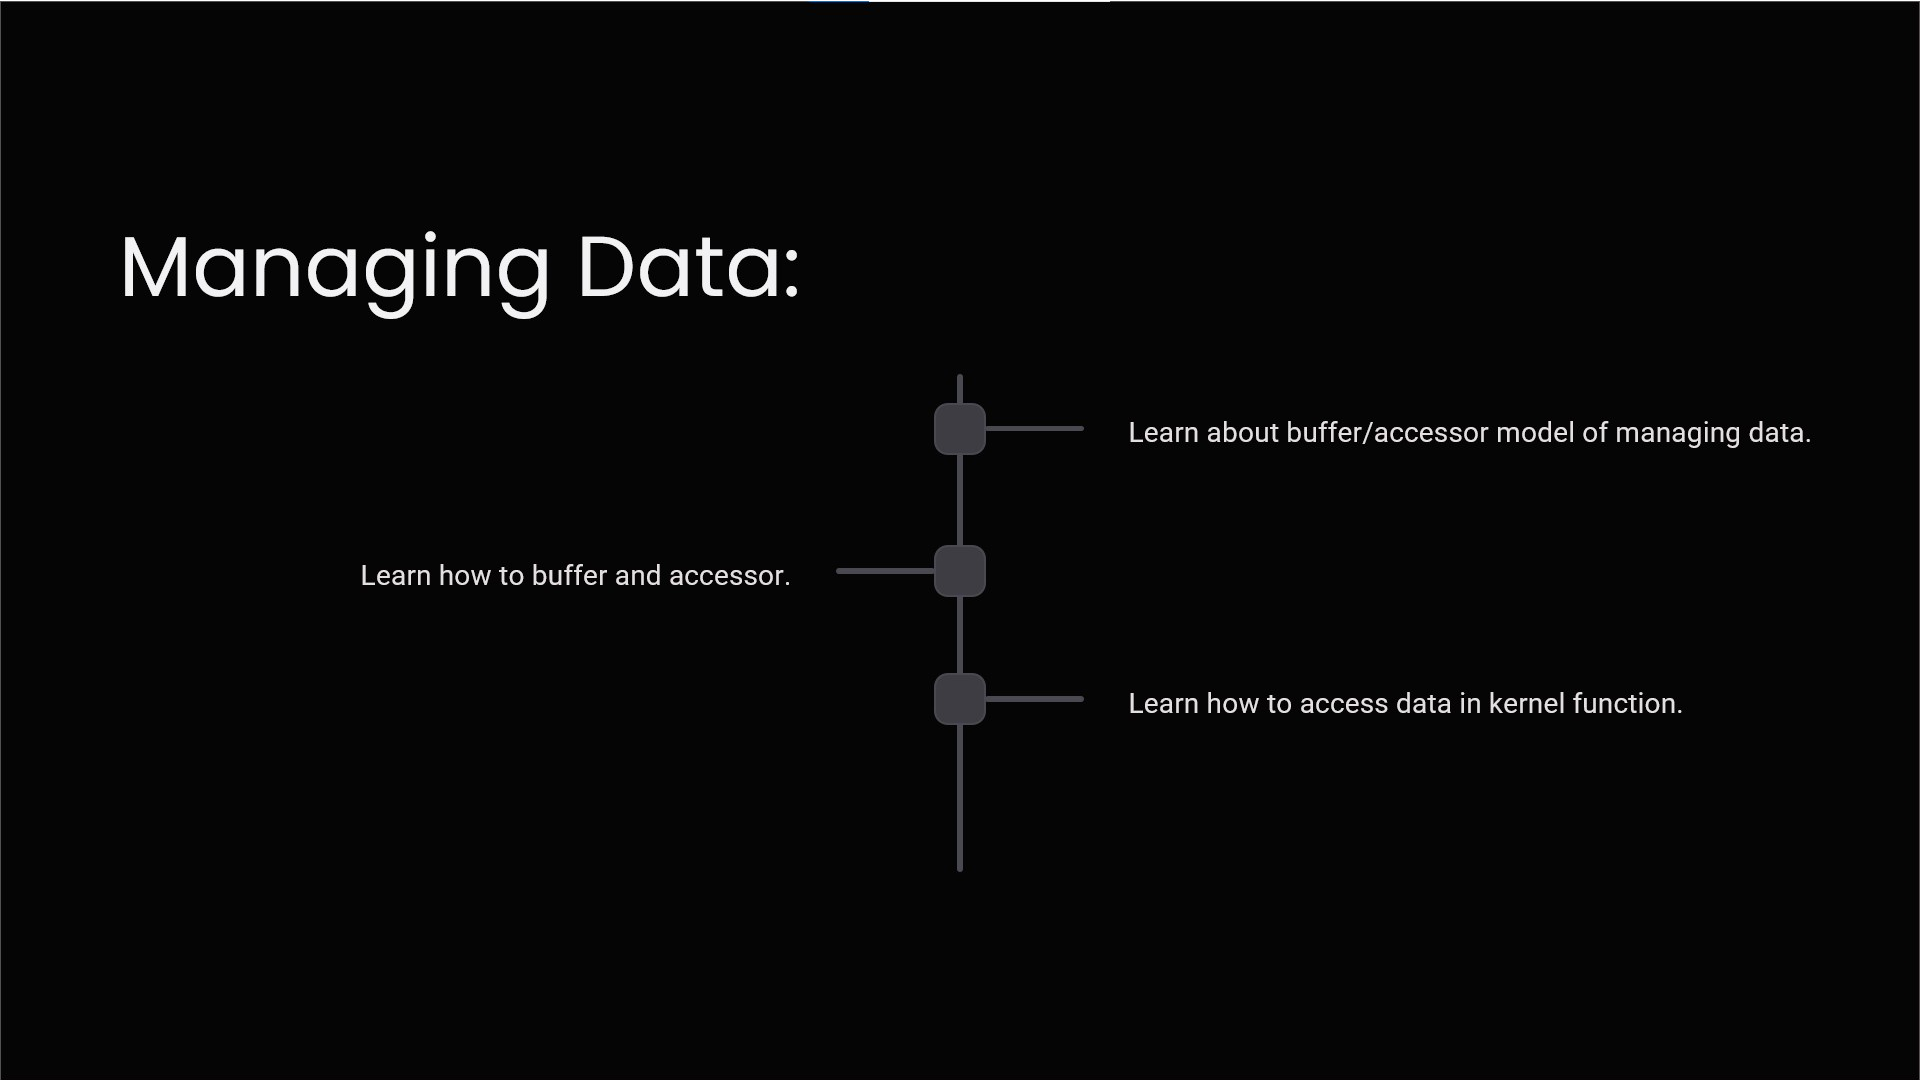 Managing Data:
Learn about buffer/accessor model of managing data.
Learn how to buffer and accessor.
Learn how to access data in kernel function.